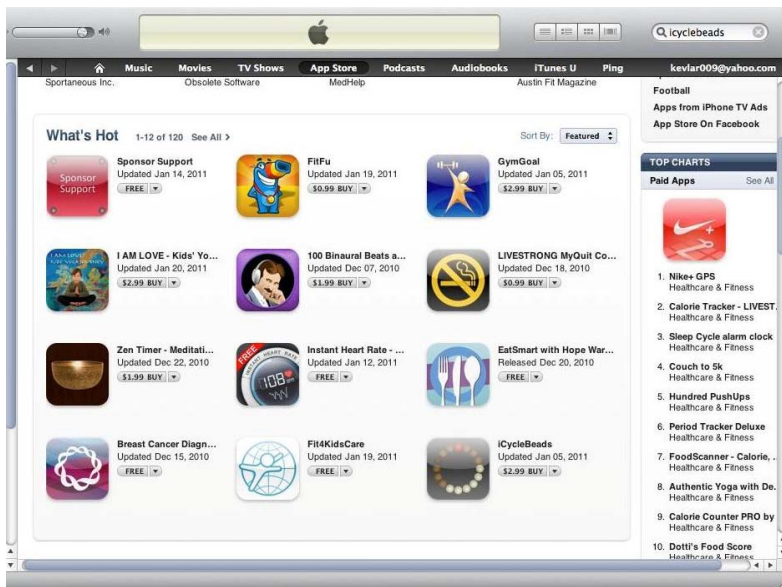 icyclebeads
Music Movies TV Shows App Store Podcasts Audiobooks iTunes U Ping kevlar009@yahoo.com
Sportaneous Inc. Obsolete Software MedHelp Austin Fit Magazine
Football
Apps from iPhone TV Ads
App Store On Facebook
What's Hot 1-12 of 120 See All >
Sort By: Featured
Sponsor Support
Sponsor Support
Updated Jan 14, 2011
FREE
FitFu
Updated Jan 19, 2011
$0.99 BUY
GymGoal
Updated Jan 05, 2011
$2.99 BUY
I AM LOVE
I AM LOVE - Kids' Yo...
Updated Jan 20, 2011
$2.99 BUY
100 Binaural Beats a...
Updated Dec 07, 2010
$1.99 BUY
LIVESTRONG MyQuit Co...
Updated Dec 18, 2010
$0.99 BUY
Zen Timer - Meditati...
Updated Dec 22, 2010
$1.99 BUY
FREE
INSTANT HEART RATE
108
Instant Heart Rate - ...
Updated Jan 12, 2011
FREE
EatSmart with Hope War...
Released Dec 20, 2010
FREE
Breast Cancer Diagn...
Updated Dec 15, 2010
FREE
Fit4KidsCare
Updated Jan 19, 2011
FREE
iCycleBeads
Updated Jan 05, 2011
$2.99 BUY
TOP CHARTS
Paid Apps See All
1. Nike+ GPS
Healthcare & Fitness
2. Calorie Tracker - LIVEST
Healthcare & Fitness
3. Sleep Cycle alarm clock
Healthcare & Fitness
4. Couch to 5k
Healthcare & Fitness
5. Hundred PushUps
Healthcare & Fitness
6. Period Tracker Deluxe
Healthcare & Fitness
7. FoodScanner - Calorie, ..
Healthcare & Fitness
8. Authentic Yoga with De.
Healthcare & Fitness
9. Calorie Counter PRO by
Healthcare & Fitness
10. Dotti's Food Score
Healthcare & Fitness